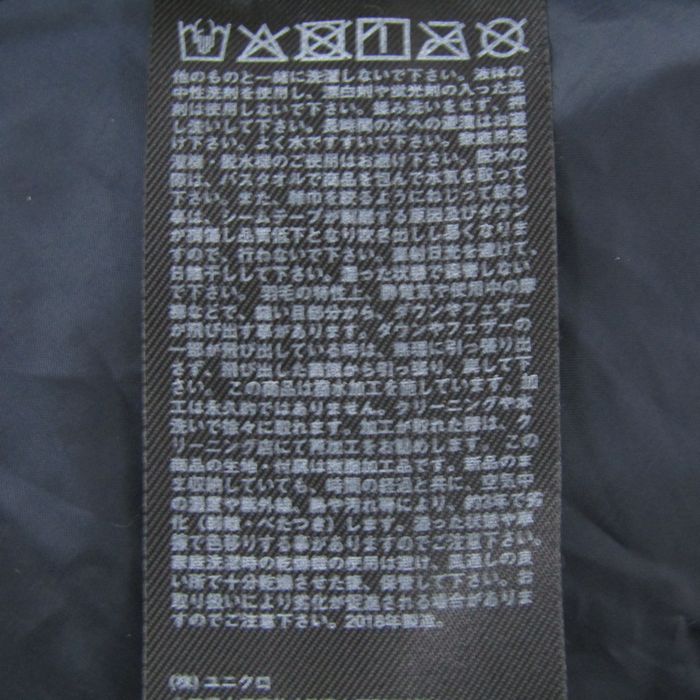 他のものと一緒に洗濯しないで下さい。液体の
中性洗剤を使用し、漂白剤や蛍光剤の入った洗
剤は使用しないで下さい。揉み洗いをせず、押
し洗いして下さい。長時間の水への浸漬はお避
け下さい。よく水ですすいで下さい。家庭用洗
濯機・脱水機のご使用はお避け下さい。脱水の
際は、バスタオルで商品を包んで水気を取って
下さい。また、雑巾を絞るようにねじって絞る
事は、シームテープが剥離する原因及びダウン
が損傷し品質低下となり吹き出しし易くなりま
すので、行わないで下さい。直射日光を避けて、
日陰干しして下さい。湿った状態で放置しない
で下さい。羽毛の特性上、静電気や使用中の摩
擦などで、縫い目部分から、ダウンやフェザー
が飛び出す事があります。ダウンやフェザーの
一部が飛び出している時は、無理に引っ張り出
さず、飛び出した裏側から引っ張り、戻して下
さい。この商品は撥水加工を施しています。加
工は永久的ではありません。クリーニングや水
洗いで徐々に取れます。加工が取れた際は、ク
リーニング店にて再加工をお勧めします。この
商品の生地・付属は樹脂加工品です。新品のま
ま収納していても、時間の経過と共に、空気中
の湿度や紫外線、熱や汚れ等により、約3年で劣
化（剥離・べたつき）します。湿った状態や摩
擦で色移りする事がありますのでご注意下さい。
家庭洗濯時の乾燥機の使用は避け、風通しの良
い所で十分乾燥させた後、保管して下さい。お
取り扱いにより劣化が促進される場合がありま
すのでご注意下さい。2018年製造。
(株) ユニクロ